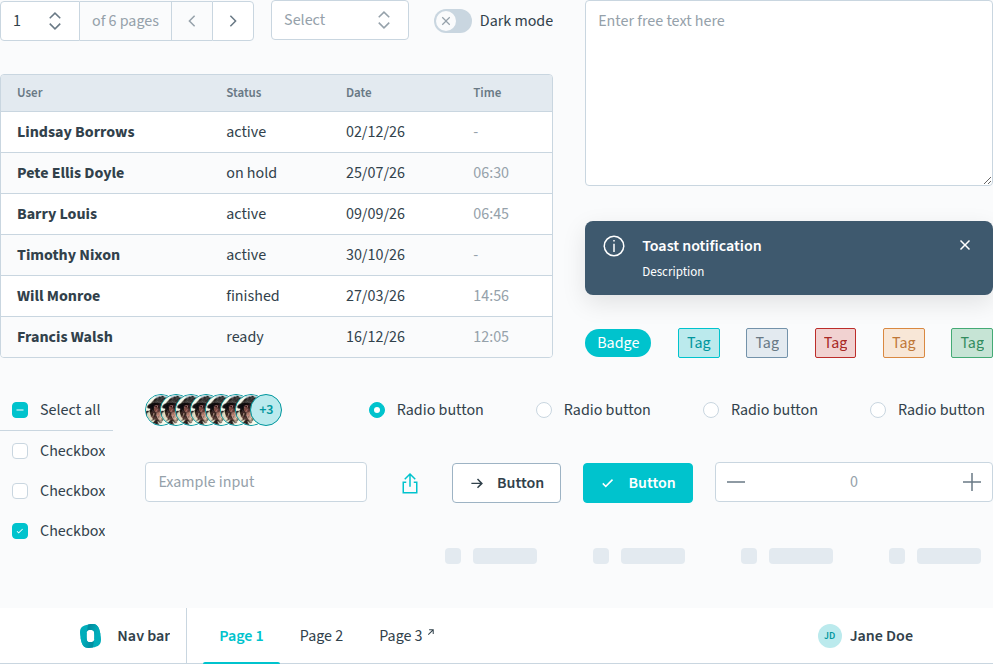 1 of 6 pages
Select
Dark mode
Enter free text here
User Status Date Time
Lindsay Borrows active 02/12/26 -
Pete Ellis Doyle on hold 25/07/26 06:30
Barry Louis active 09/09/26 06:45
Timothy Nixon active 30/10/26 -
Will Monroe finished 27/03/26 14:56
Francis Walsh ready 16/12/26 12:05
Toast notification
Description
Badge Tag Tag Tag Tag Tag
Select all
Checkbox
Checkbox
Checkbox
+3
Radio button Radio button Radio button Radio button
Example input
Button
Button
0
Nav bar Page 1 Page 2 Page 3 ↗
JD Jane Doe